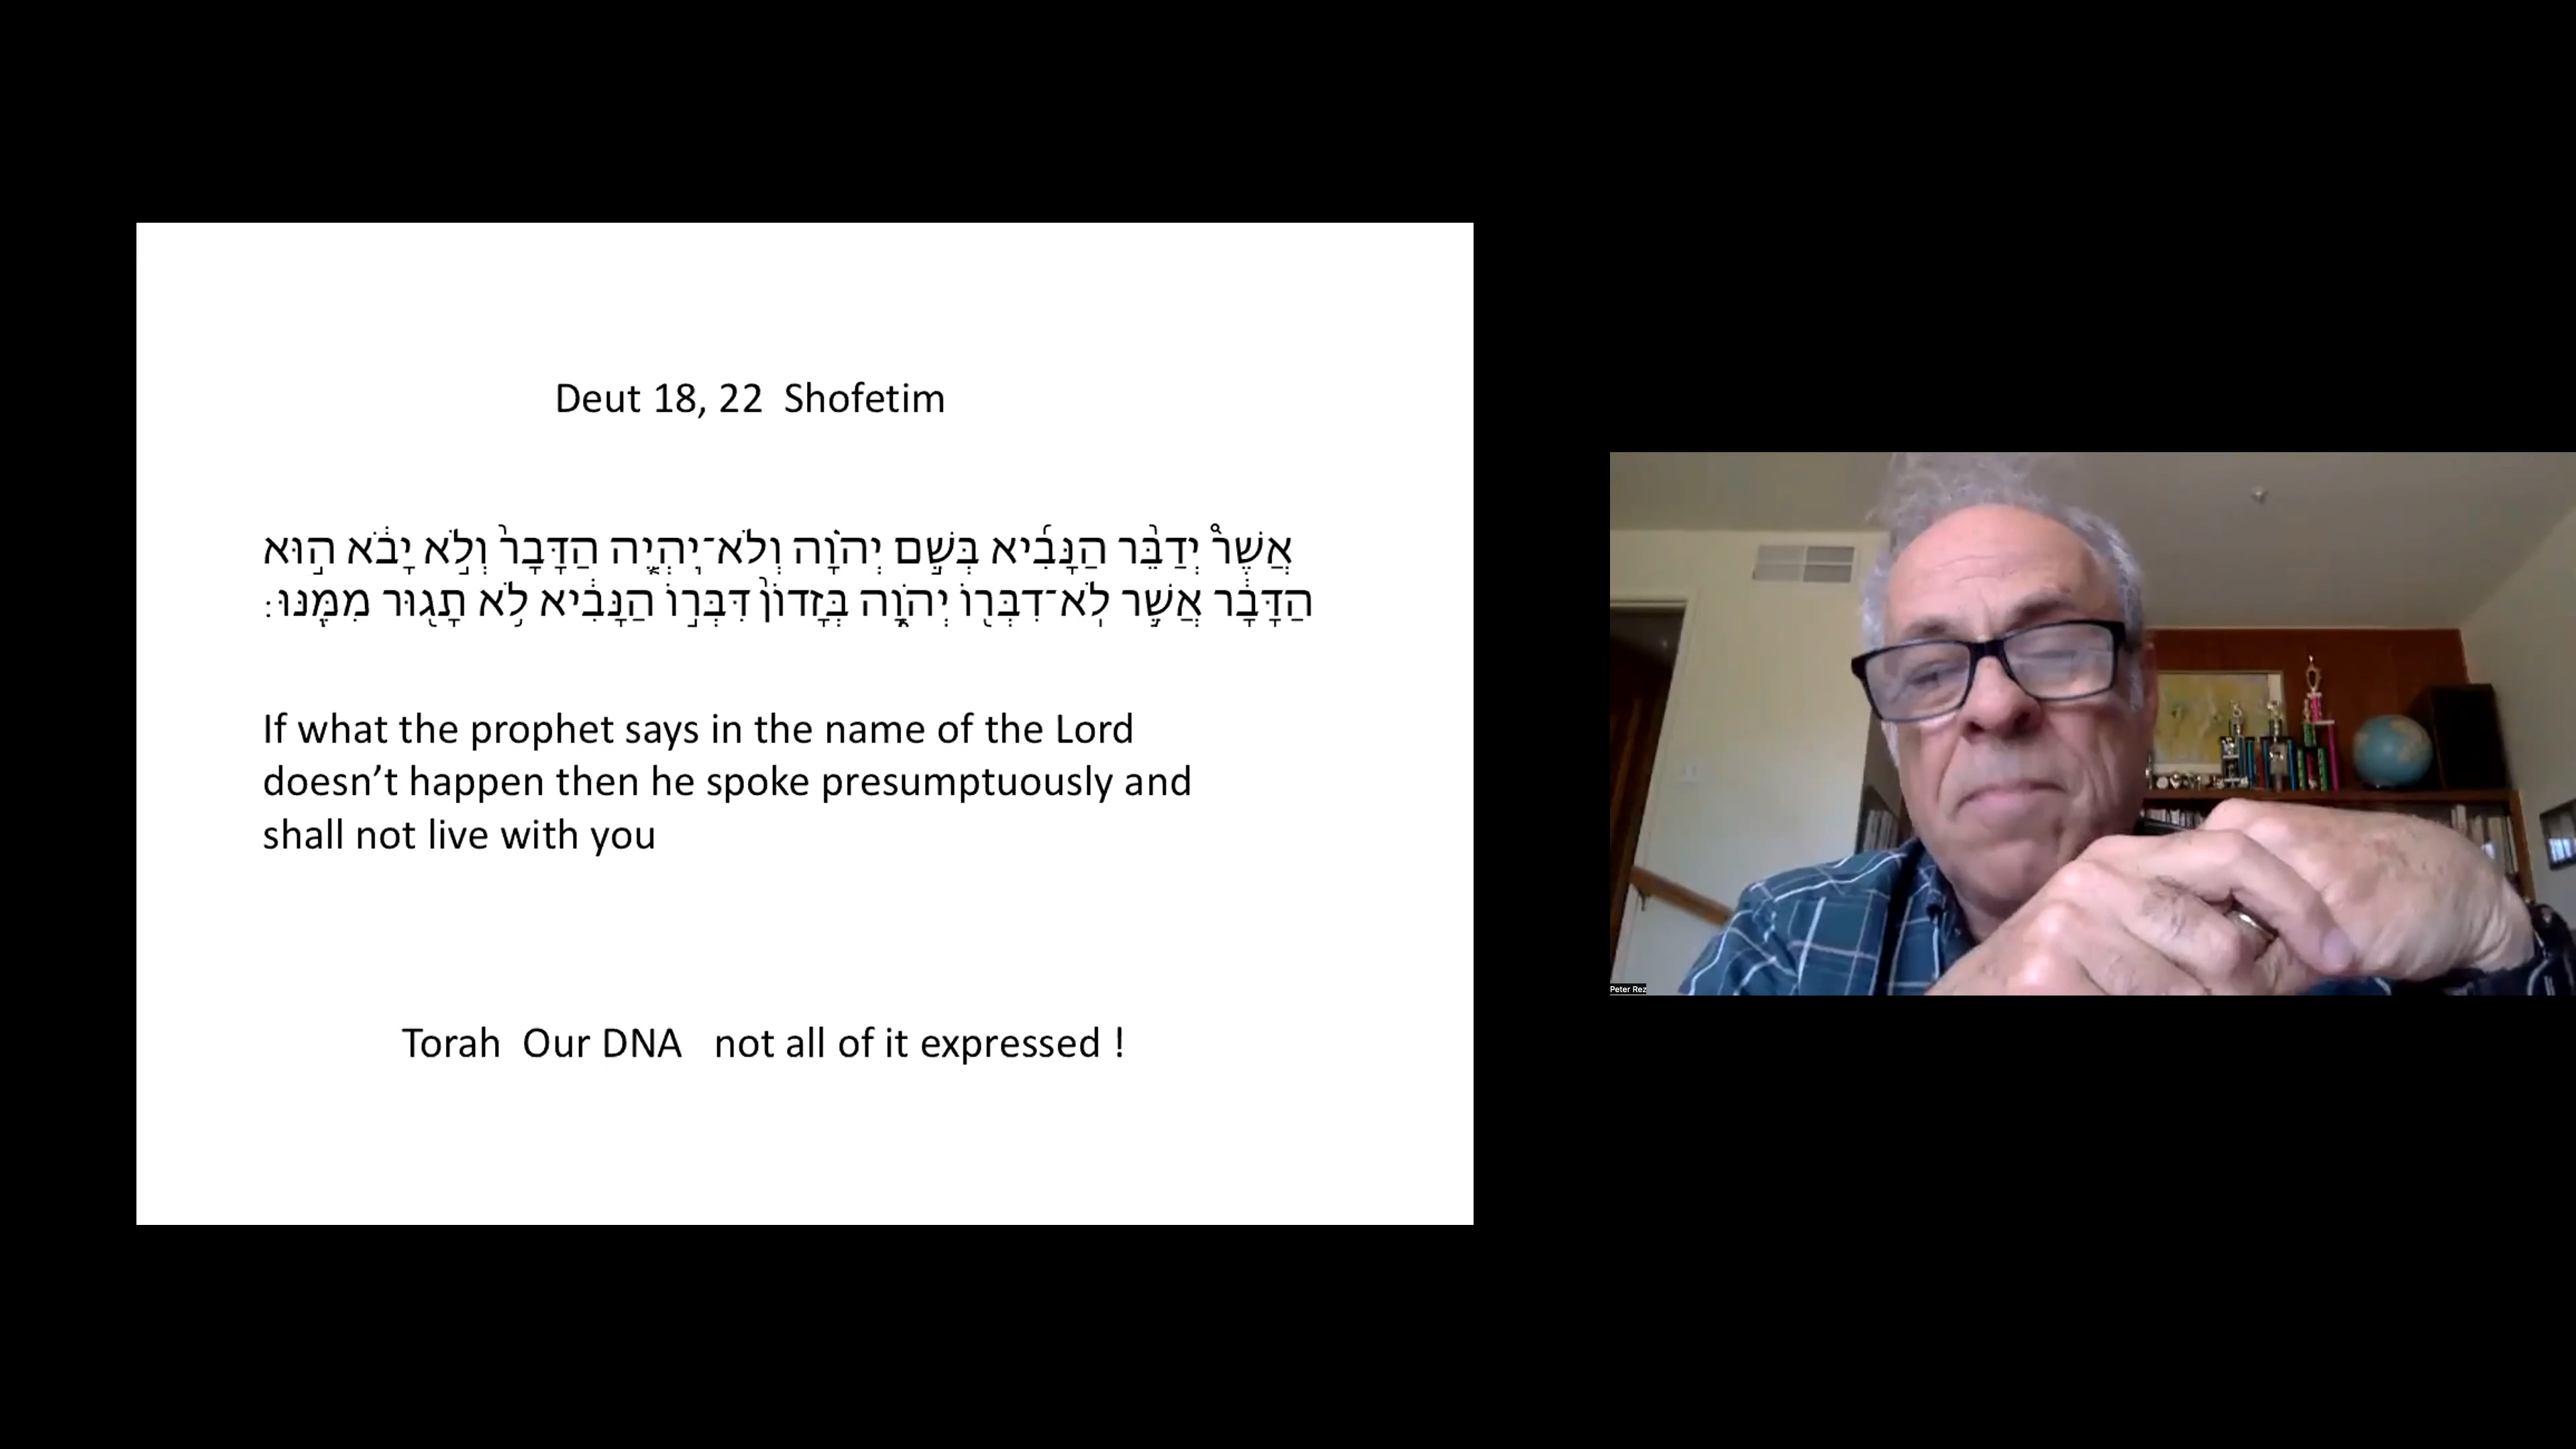 Deut 18, 22  Shofetim
אֲשֶׁר֩ יְדַבֵּ֨ר הַנָּבִ֜יא בְּשֵׁ֣ם יְהֹוָ֗ה וְלֹא־יִֽהְיֶ֤ה הַדָּבָר֙ וְלֹ֣א יָבֹ֔א ה֣וּא
הַדָּבָ֔ר אֲשֶׁ֥ר לֹֽא־דִבְּר֖וֹ יְהֹוָ֑ה בְּזָדוֹן֙ דִּבְּר֣וֹ הַנָּבִ֔יא לֹ֥א תָג֖וּר מִמֶּֽנּוּ׃
If what the prophet says in the name of the Lord
doesn’t happen then he spoke presumptuously and
shall not live with you
Torah  Our DNA   not all of it expressed !
Peter Rez